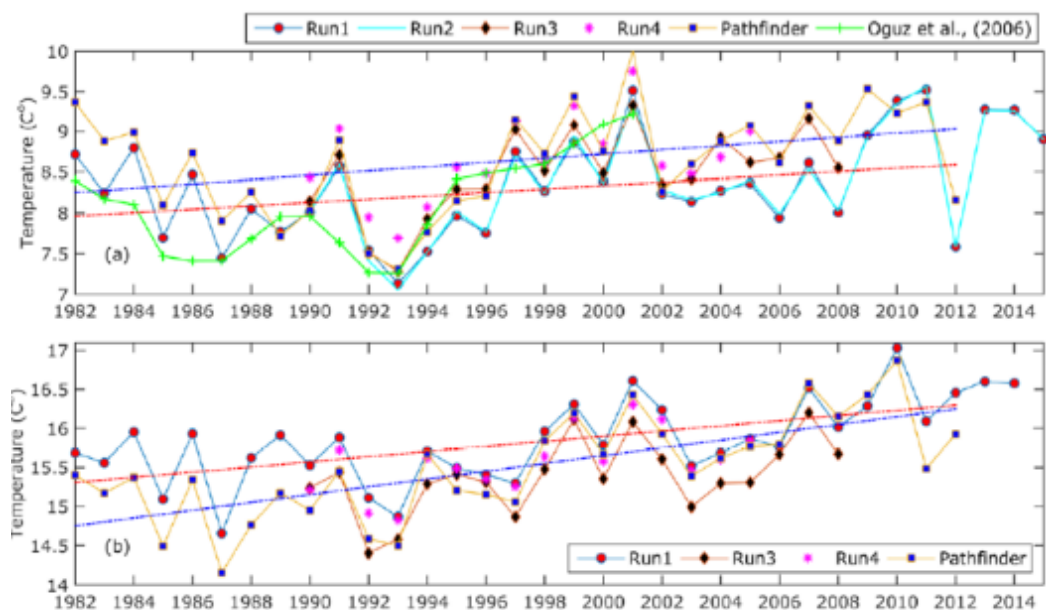 Run1 Run2 Run3 Run4 Pathfinder Oguz et al., (2006)
10
9.5
9
8.5
8
7.5
7
Temperature (C°)
(a)
1982 1984 1986 1988 1990 1992 1994 1996 1998 2000 2002 2004 2006 2008 2010 2012 2014
17
16.5
16
15.5
15
14.5
14
Temperature (C°)
(b)
Run1 Run3 Run4 Pathfinder
1982 1984 1986 1988 1990 1992 1994 1996 1998 2000 2002 2004 2006 2008 2010 2012 2014